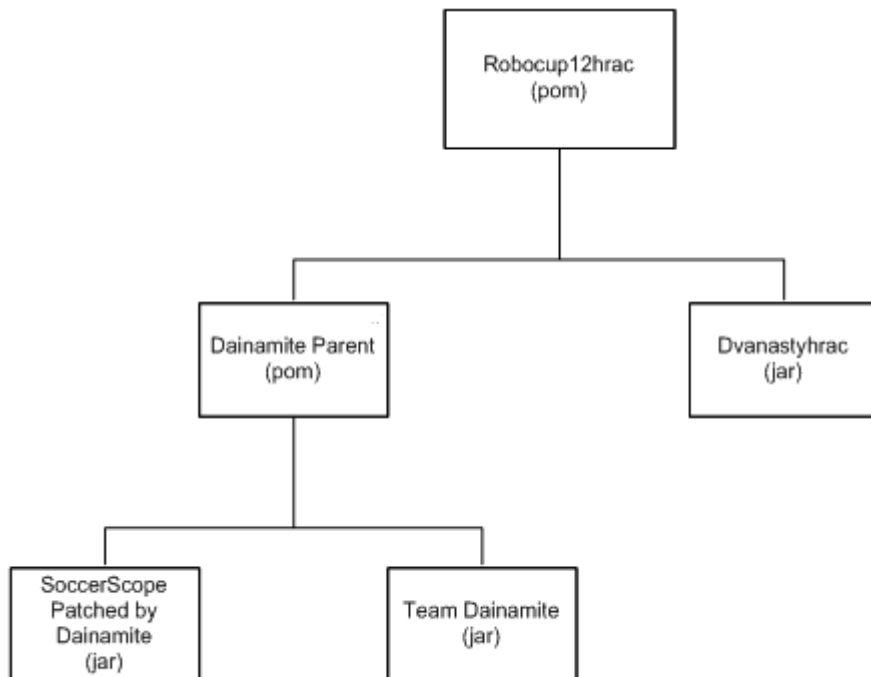 Robocup12hrac
(pom)
Dainamite Parent
(pom)
Dvanastyhrac
(jar)
SoccerScope
Patched by
Dainamite
(jar)
Team Dainamite
(jar)